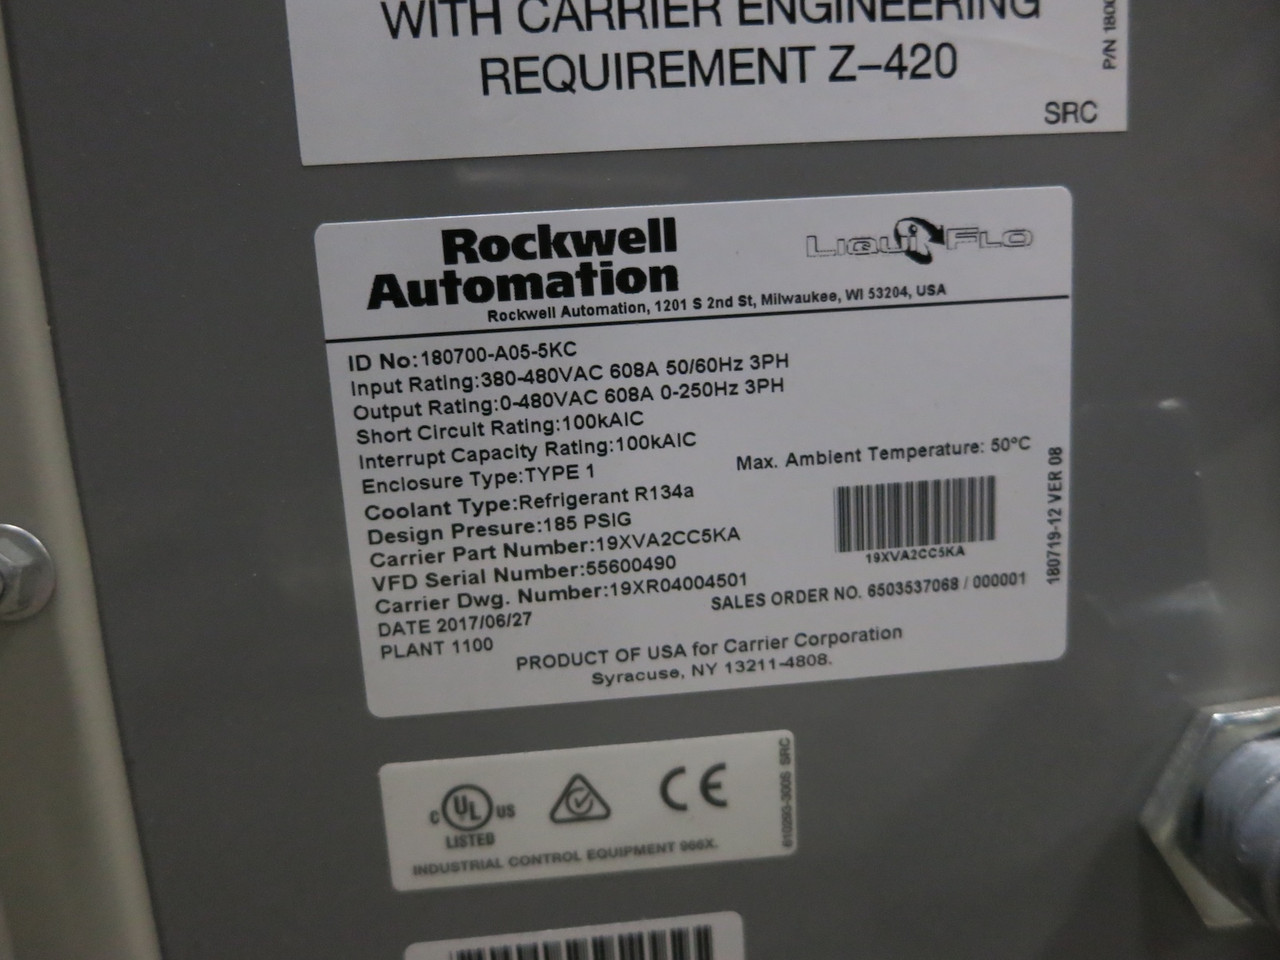 WITH CARRIER ENGINEERING
REQUIREMENT Z-420
SRC
P/N 180
Rockwell
Automation
LiquiFlo
Rockwell Automation, 1201 S 2nd St, Milwaukee, WI 53204, USA
ID No:180700-A05-5KC
Input Rating:380-480VAC 608A 50/60Hz 3PH
Output Rating:0-480VAC 608A 0-250Hz 3PH
Short Circuit Rating:100kAIC
Interrupt Capacity Rating:100kAIC
Enclosure Type:TYPE 1
Max. Ambient Temperature: 50°C
Coolant Type:Refrigerant R134a
Design Presure:185 PSIG
Carrier Part Number:19XVA2CC5KA
19XVA2CC5KA
VFD Serial Number:55600490
Carrier Dwg. Number:19XR04004501
SALES ORDER NO. 6503537068 / 000001
DATE 2017/06/27
PLANT 1100
PRODUCT OF USA for Carrier Corporation
Syracuse, NY 13211-4808.
180719-12 VER 08
C UL US
LISTED
CE
INDUSTRIAL CONTROL EQUIPMENT 966X.
SRC